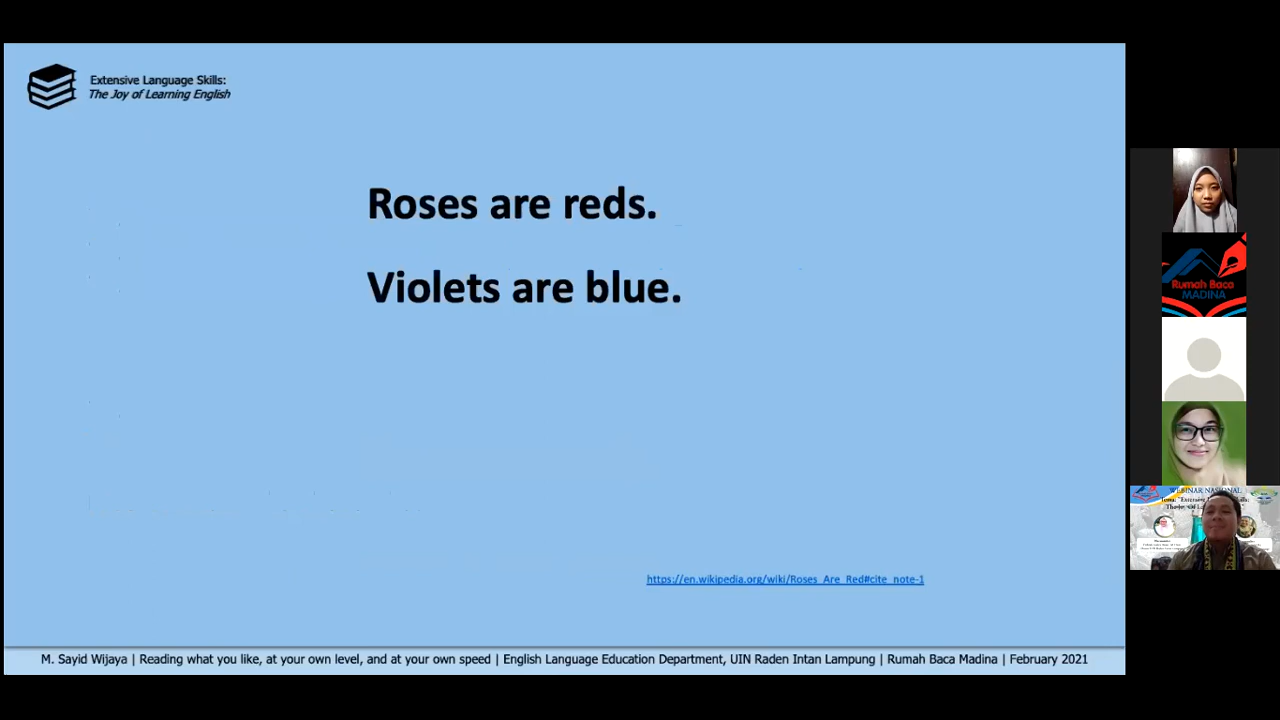 Extensive Language Skills:
The Joy of Learning English
Roses are reds.
Violets are blue.
https://en.wikipedia.org/wiki/Roses_Are_Red#cite_note-1
M. Sayid Wijaya | Reading what you like, at your own level, and at your own speed | English Language Education Department, UIN Raden Intan Lampung | Rumah Baca Madina | February 2021
Rumah Baca
MADINA
WEBINAR NASIONAL